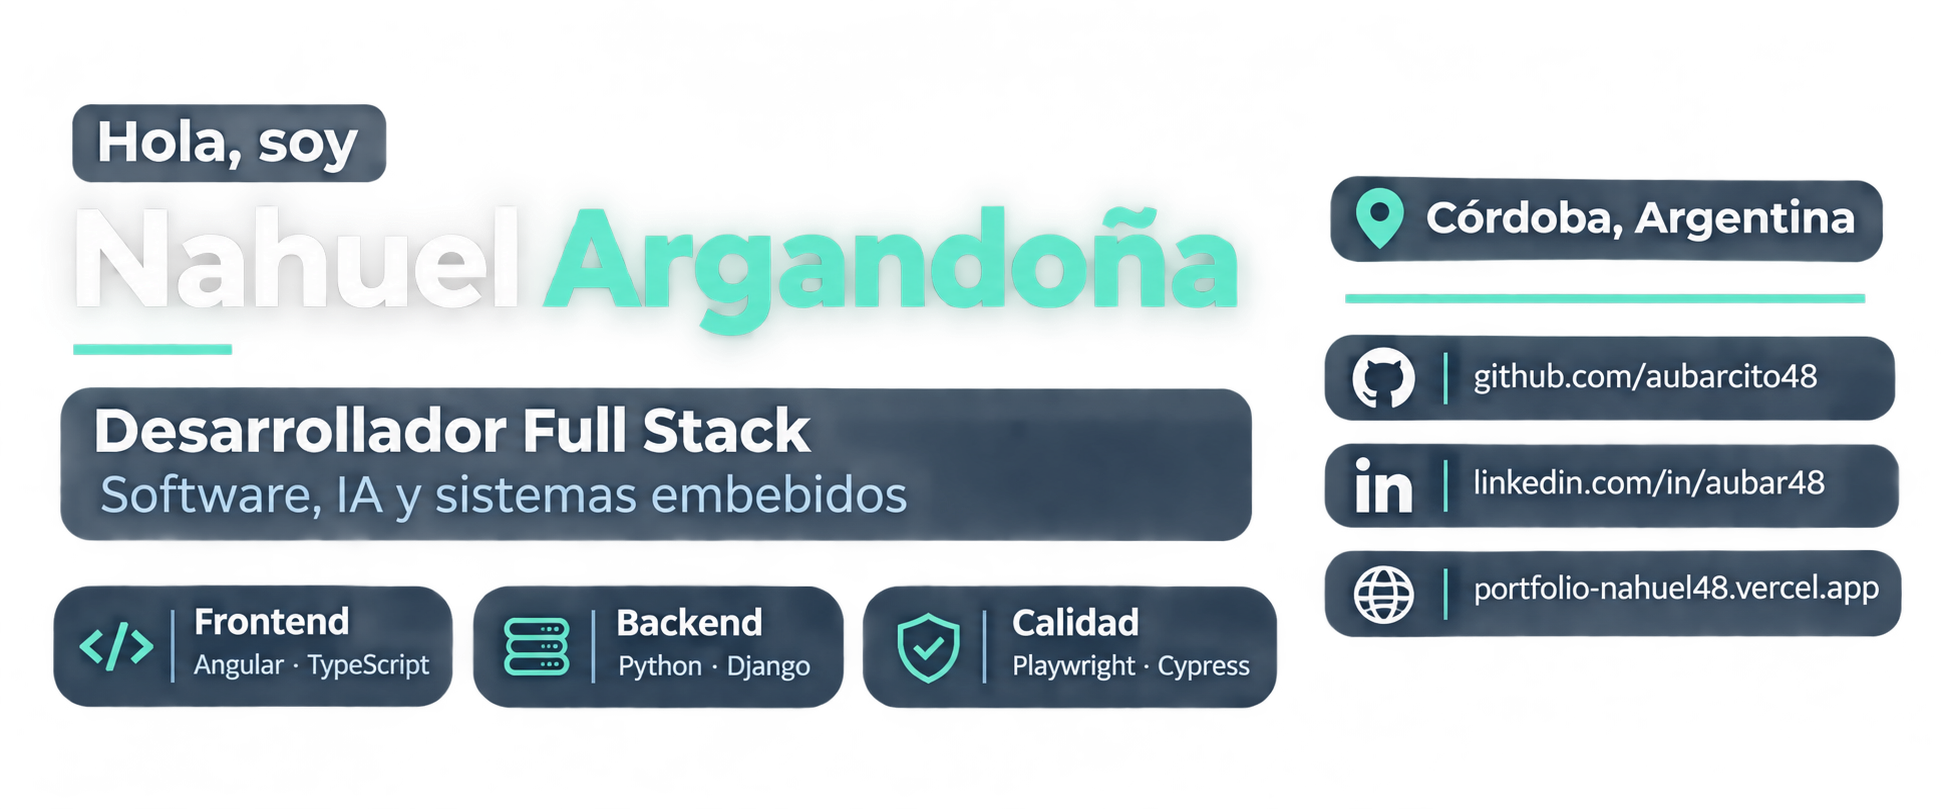 Hola, soy
Nahuel Argandoña
Desarrollador Full Stack
Software, IA y sistemas embebidos
Frontend
Angular · TypeScript
Backend
Python · Django
Calidad
Playwright · Cypress
Córdoba, Argentina
github.com/aubarcito48
in
linkedin.com/in/aubar48
portfolio-nahuel48.vercel.app